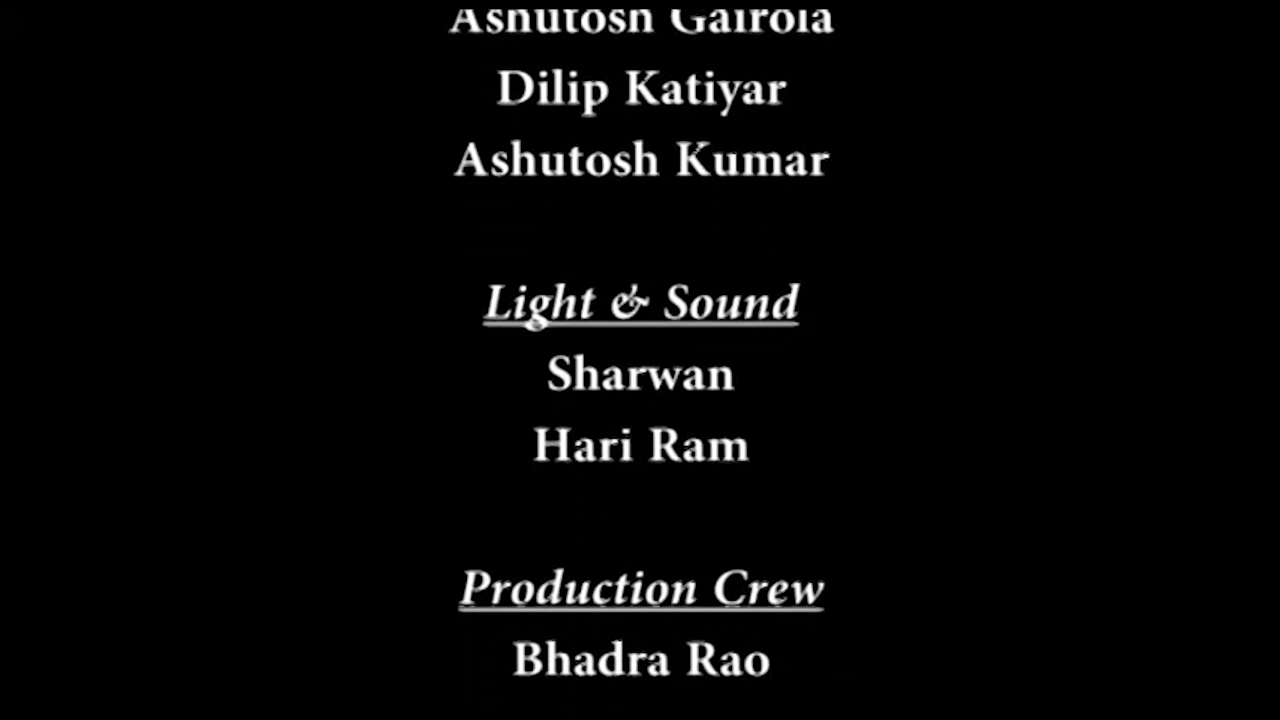 Ashutosh Gairola
Dilip Katiyar
Ashutosh Kumar
Light & Sound
Sharwan
Hari Ram
Production Crew
Bhadra Rao